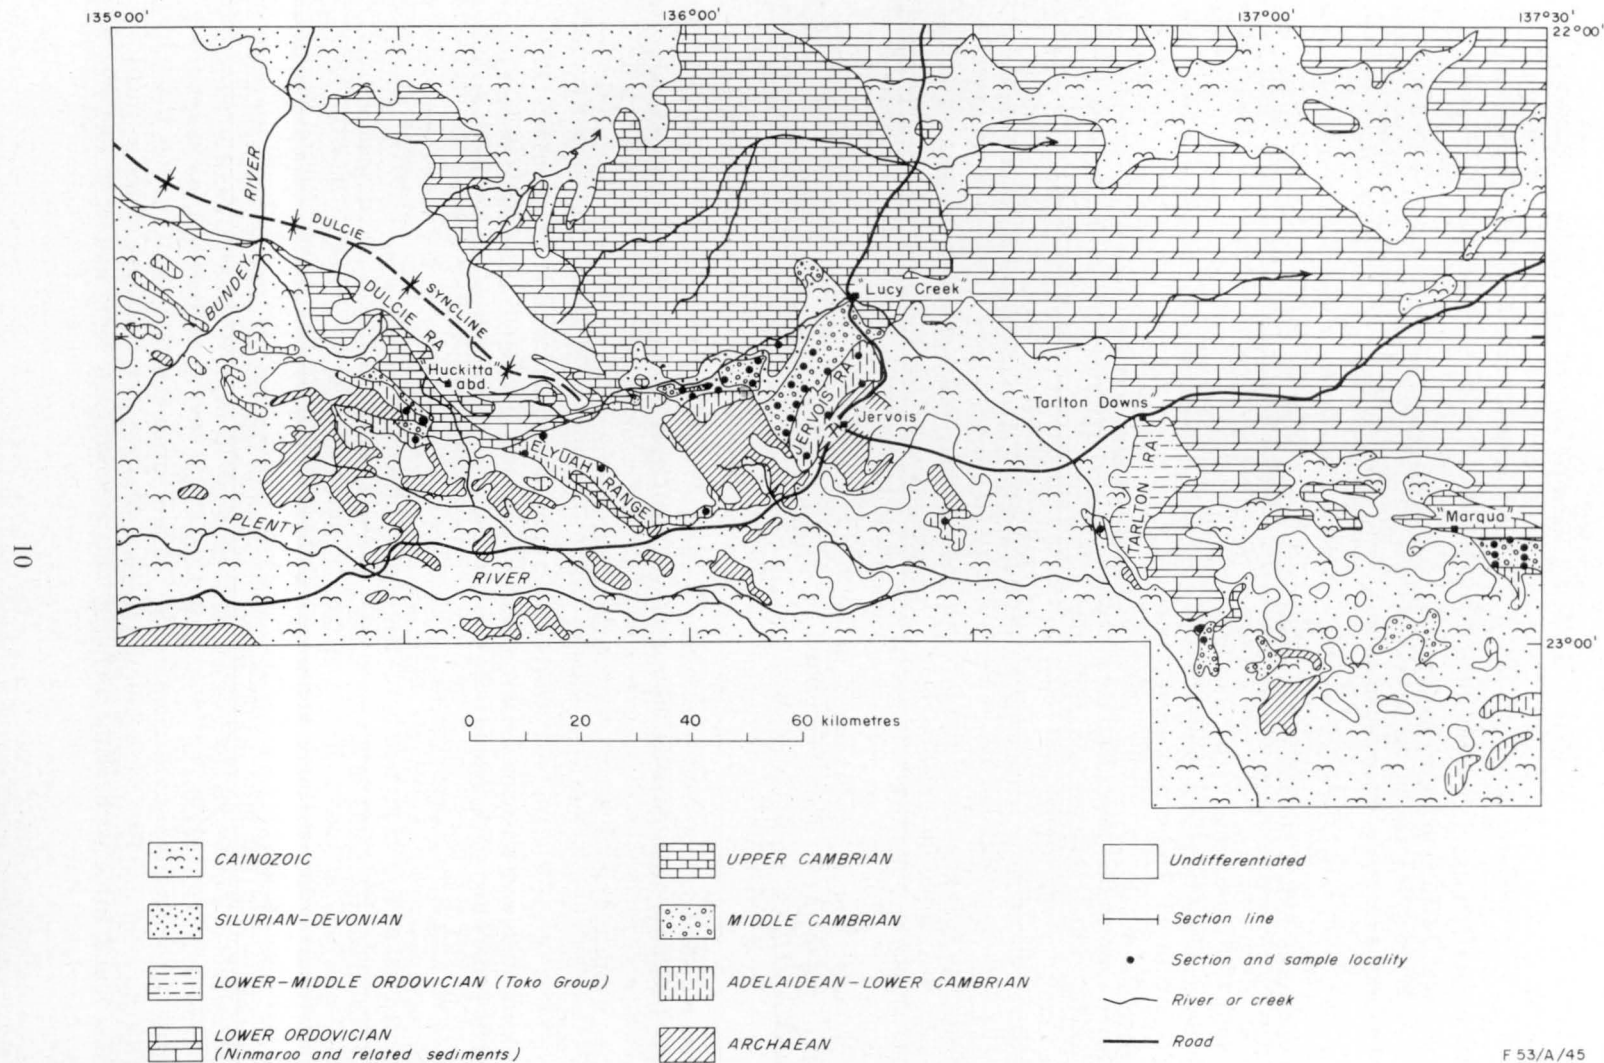 135°00'
136°00'
137°00'
137°30'
22°00'
RIVER
BUNDEY
DULCIE
SYNCLINE
DULCIE RA
"Huckitta"
abd.
"Lucy Creek"
JERVOIS RA
"Jervois"
"Tarlton Downs"
TARLTON RA
ELYUAH RANGE
PLENTY
RIVER
"Marqua"
23°00'
10
0 20 40 60 kilometres
CAINOZOIC
SILURIAN-DEVONIAN
LOWER-MIDDLE ORDOVICIAN (Toko Group)
LOWER ORDOVICIAN
(Ninmaroo and related sediments)
UPPER CAMBRIAN
MIDDLE CAMBRIAN
ADELAIDEAN-LOWER CAMBRIAN
ARCHAEAN
Undifferentiated
Section line
Section and sample locality
River or creek
Road
F 53/A/45